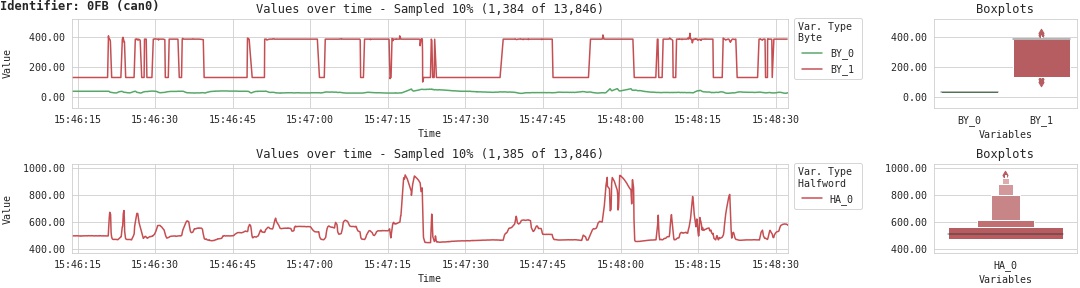 Identifier: 0FB (can0)
Values over time - Sampled 10% (1,384 of 13,846)
Value
400.00
200.00
0.00
15:46:15 15:46:30 15:46:45 15:47:00 15:47:15 15:47:30 15:47:45 15:48:00 15:48:15 15:48:30
Time
Var. Type
Byte
BY_0
BY_1
Boxplots
400.00
200.00
0.00
BY_0 BY_1
Variables
Values over time - Sampled 10% (1,385 of 13,846)
Value
1000.00
800.00
600.00
400.00
15:46:15 15:46:30 15:46:45 15:47:00 15:47:15 15:47:30 15:47:45 15:48:00 15:48:15 15:48:30
Time
Var. Type
Halfword
HA_0
Boxplots
1000.00
800.00
600.00
400.00
HA_0
Variables